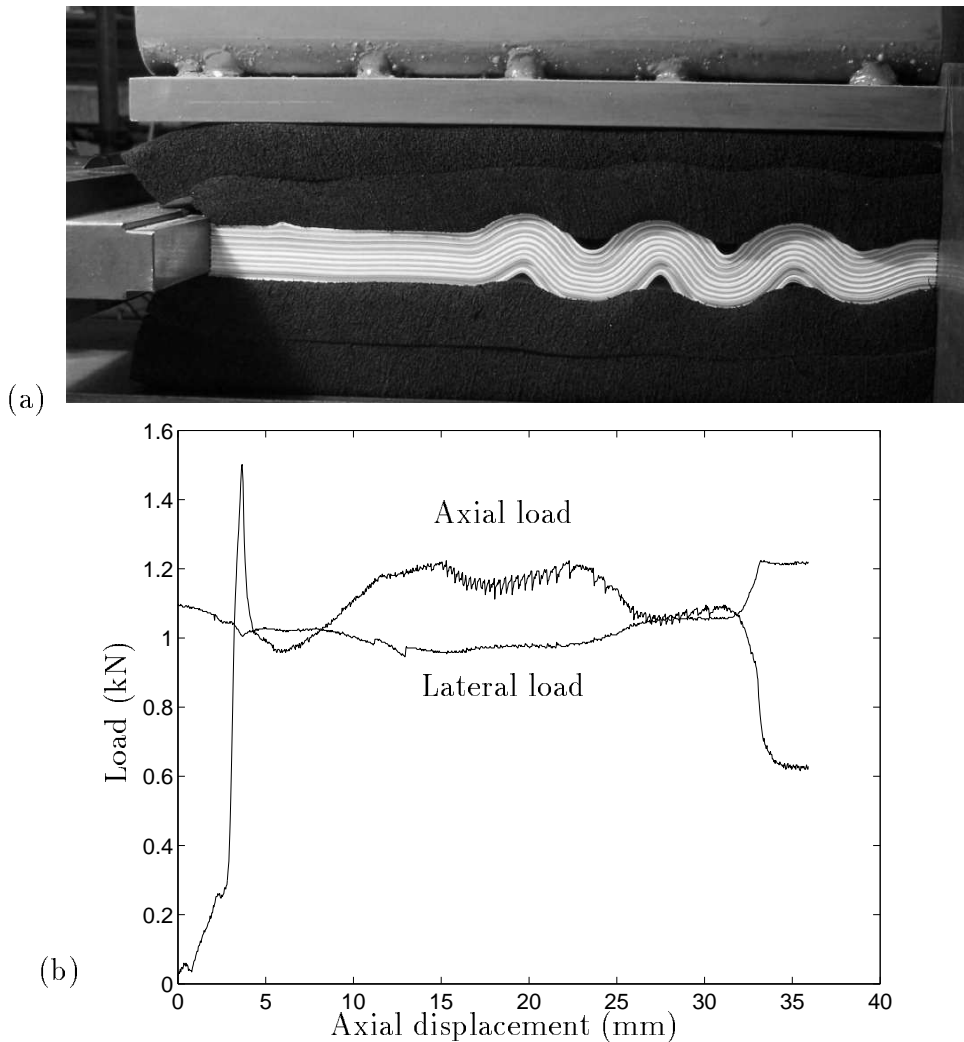 (a)
1.6
1.4
1.2
1
0.8
0.6
0.4
0.2
0
Axial load
Lateral load
Load (kN)
(b)
0 5 10 15 20 25 30 35 40
Axial displacement (mm)